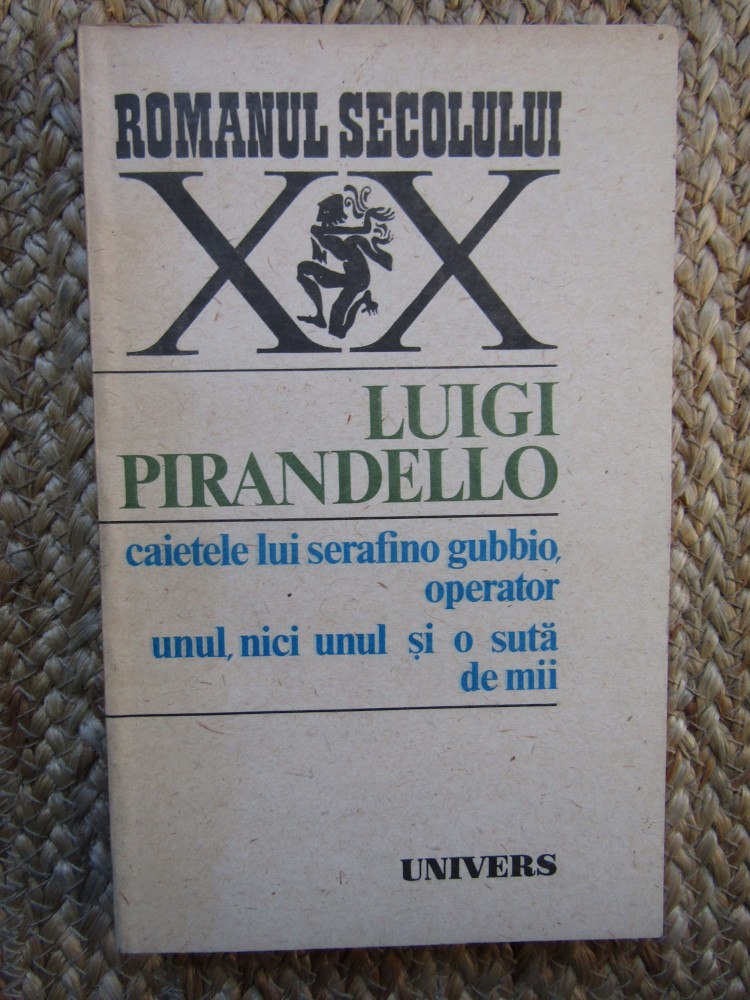 ROMANUL SECOLULUI
XX
LUIGI
PIRANDELLO
caietele lui serafino gubbio,
operator
unul, nici unul și o sută
de mii
UNIVERS